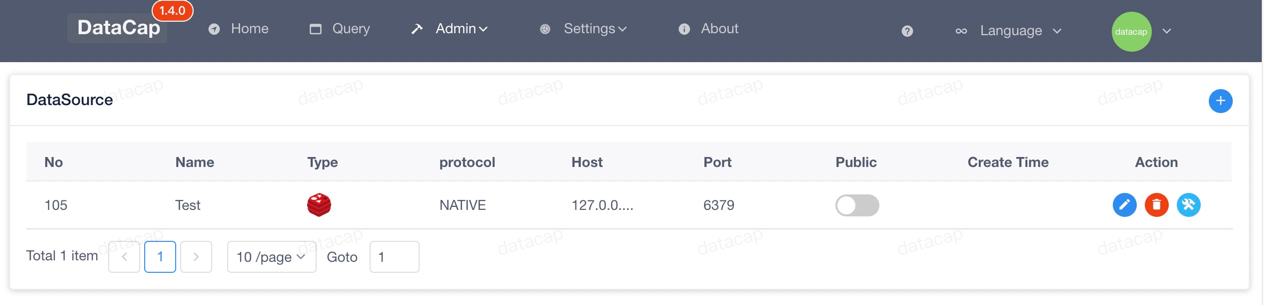 DataCap 1.4.0 Home Query Admin Settings About Language datacap
datacap datacap datacap datacap datacap datacap
DataSource
No Name Type protocol Host Port Public Create Time Action
105 Test NATIVE 127.0.0.... 6379
datacap datacap datacap datacap datacap datacap
Total 1 item 1 10 /page Goto 1